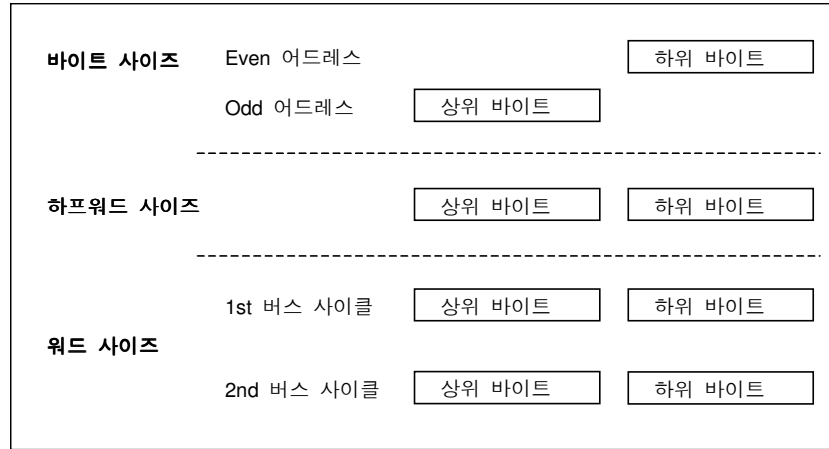 바이트 사이즈 Even 어드레스 하위 바이트
Odd 어드레스 상위 바이트
하프워드 사이즈 상위 바이트 하위 바이트
1st 버스 사이클 상위 바이트 하위 바이트
워드 사이즈
2nd 버스 사이클 상위 바이트 하위 바이트